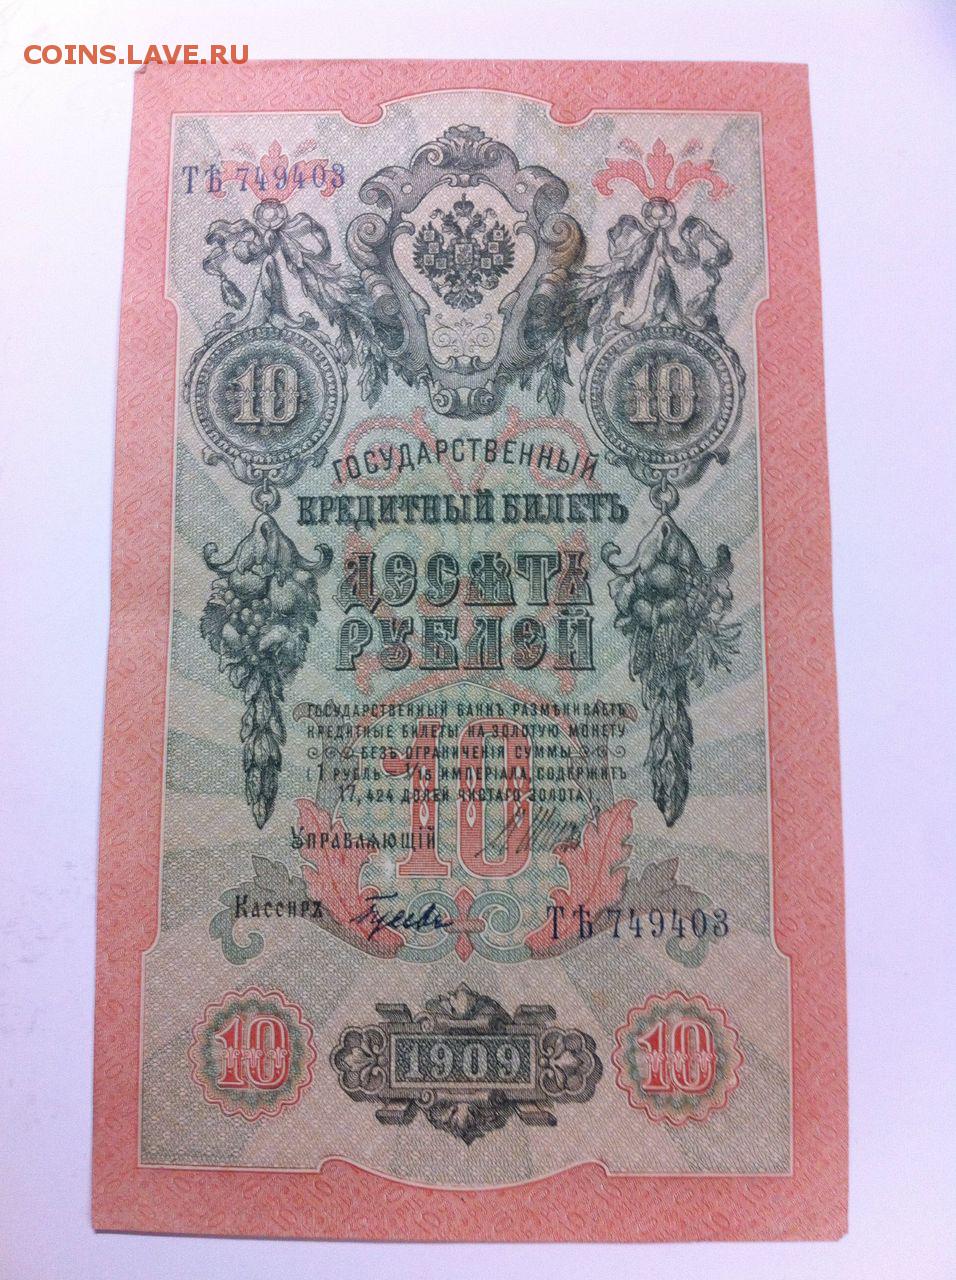 COINS.LAVE.RU
ТѢ 749403
10 10
ГОСУДАРСТВЕННЫЙ
КРЕДИТНЫЙ БИЛЕТЪ
ДЕСЯТЬ
РУБЛЕЙ
ГОСУДАРСТВЕННЫЙ БАНКЪ РАЗМѢНИВАЕТЪ
КРЕДИТНЫЕ БИЛЕТЫ НА ЗОЛОТУЮ МОНЕТУ
БЕЗЪ ОГРАНИЧЕНІЯ СУММЫ
(1 РУБЛЬ = 1/15 ИМПЕРІАЛА, СОДЕРЖИТЪ
17,424 ДОЛЕЙ ЧИСТАГО ЗОЛОТА).
10
УПРАВЛЯЮЩІЙ
КАССИРЪ
ТѢ 749403
10 1909 10